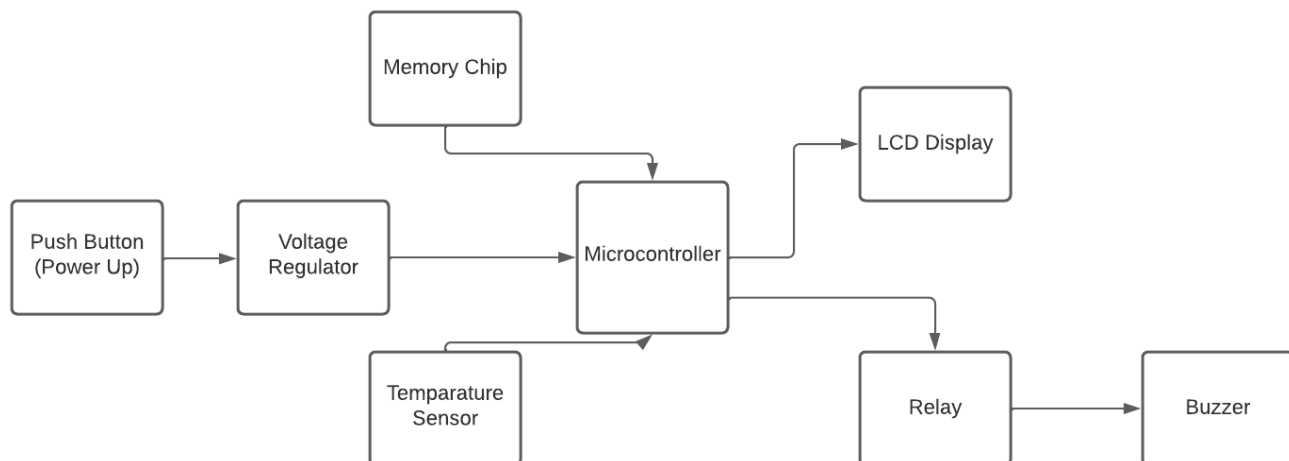 Memory Chip
LCD Display
Push Button
(Power Up)
Voltage
Regulator
Microcontroller
Temparature
Sensor
Relay
Buzzer